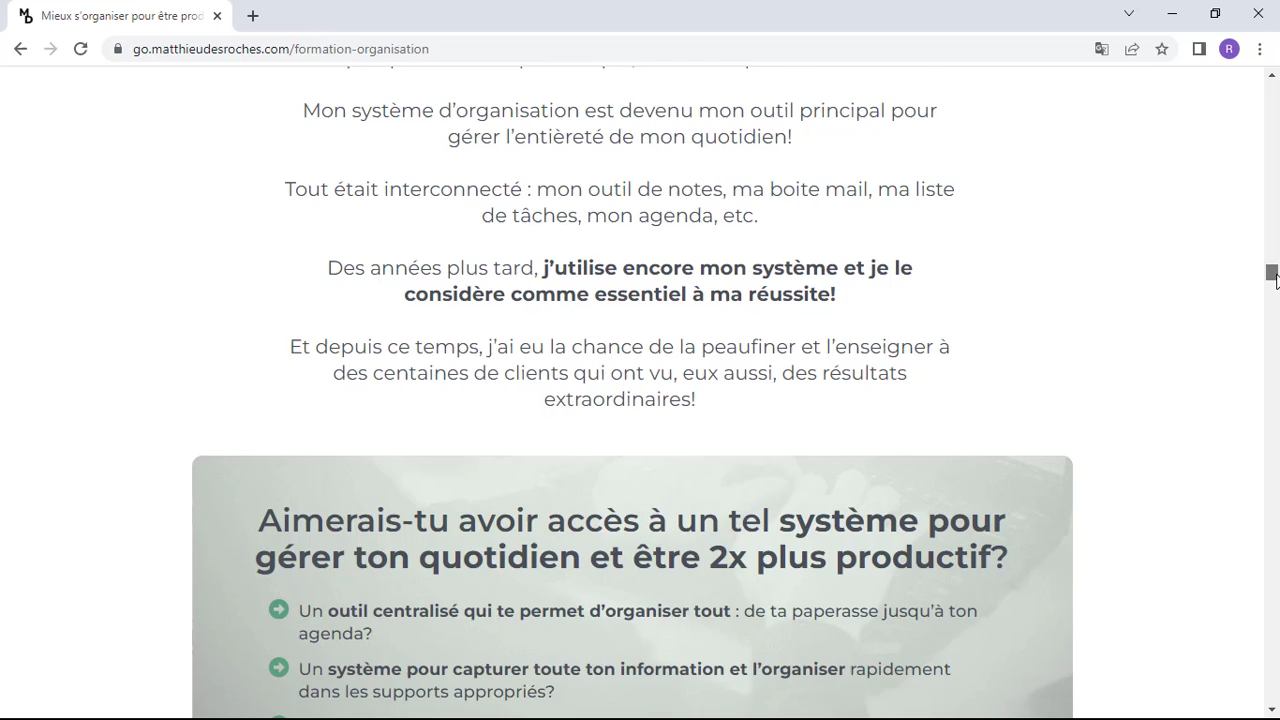 Mieux s'organiser pour être prod
go.matthieudesroches.com/formation-organisation
R
Mon système d'organisation est devenu mon outil principal pour
gérer l'entièreté de mon quotidien!
Tout était interconnecté : mon outil de notes, ma boite mail, ma liste
de tâches, mon agenda, etc.
Des années plus tard, j'utilise encore mon système et je le
considère comme essentiel à ma réussite!
Et depuis ce temps, j'ai eu la chance de la peaufiner et l'enseigner à
des centaines de clients qui ont vu, eux aussi, des résultats
extraordinaires!
Aimerais-tu avoir accès à un tel système pour
gérer ton quotidien et être 2x plus productif?
Un outil centralisé qui te permet d'organiser tout : de ta paperasse jusqu'à ton
agenda?
Un système pour capturer toute ton information et l'organiser rapidement
dans les supports appropriés?